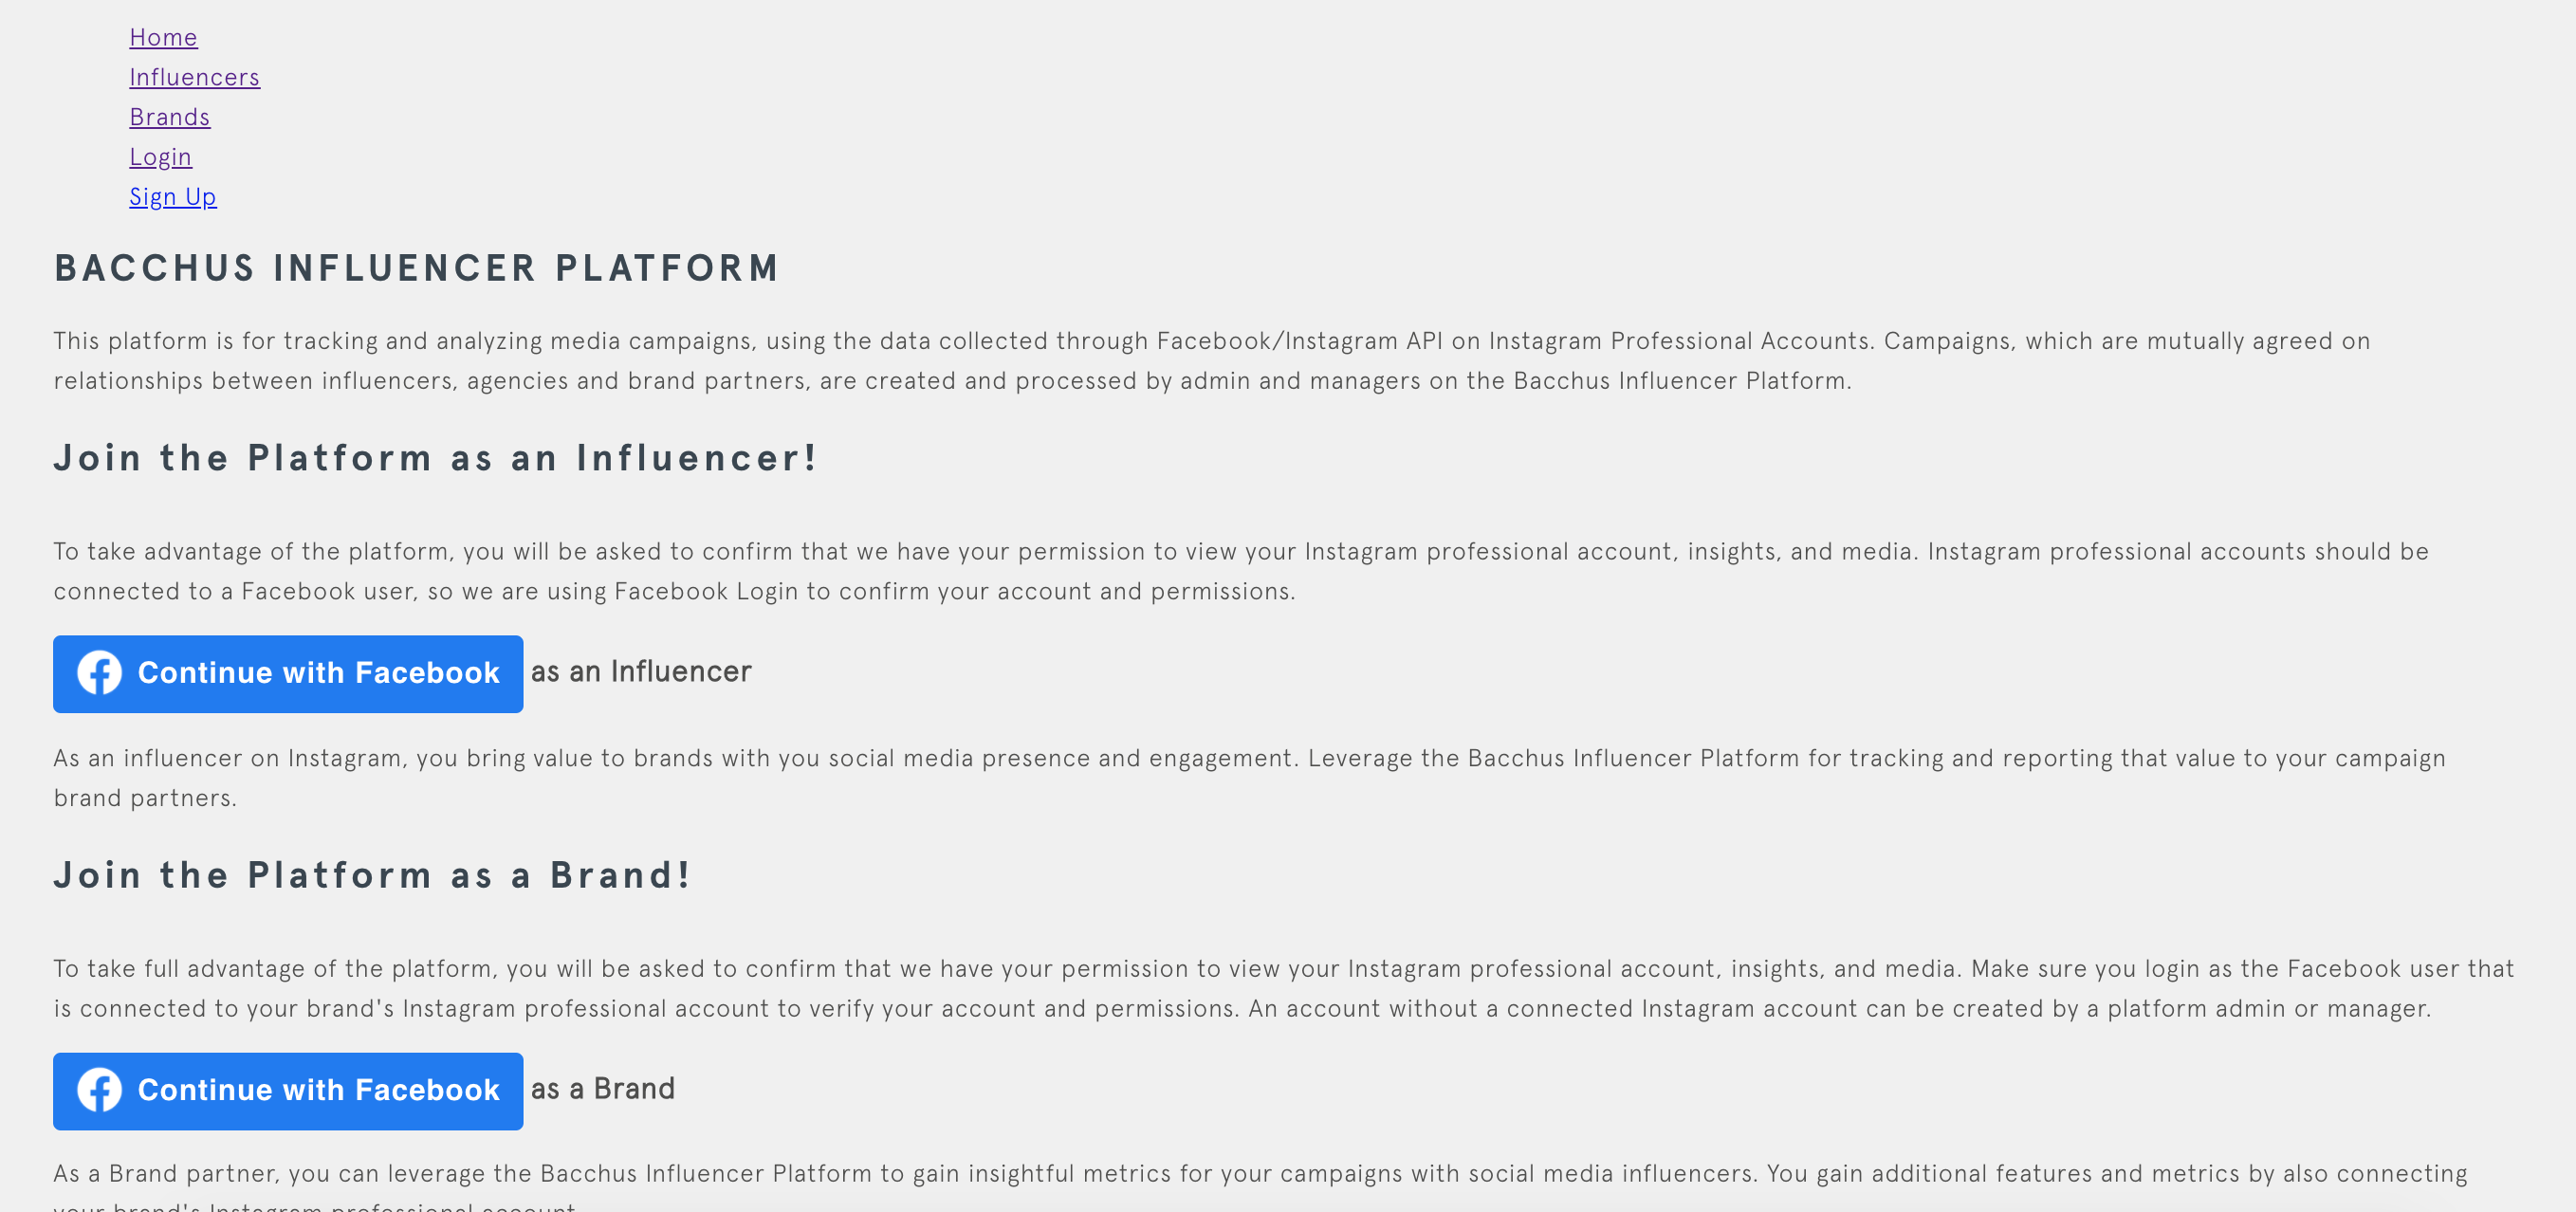 Home
Influencers
Brands
Login
Sign Up
BACCHUS INFLUENCER PLATFORM
This platform is for tracking and analyzing media campaigns, using the data collected through Facebook/Instagram API on Instagram Professional Accounts. Campaigns, which are mutually agreed on
relationships between influencers, agencies and brand partners, are created and processed by admin and managers on the Bacchus Influencer Platform.
Join the Platform as an Influencer!
To take advantage of the platform, you will be asked to confirm that we have your permission to view your Instagram professional account, insights, and media. Instagram professional accounts should be
connected to a Facebook user, so we are using Facebook Login to confirm your account and permissions.
Continue with Facebook as an Influencer
As an influencer on Instagram, you bring value to brands with you social media presence and engagement. Leverage the Bacchus Influencer Platform for tracking and reporting that value to your campaign
brand partners.
Join the Platform as a Brand!
To take full advantage of the platform, you will be asked to confirm that we have your permission to view your Instagram professional account, insights, and media. Make sure you login as the Facebook user that
is connected to your brand's Instagram professional account to verify your account and permissions. An account without a connected Instagram account can be created by a platform admin or manager.
Continue with Facebook as a Brand
As a Brand partner, you can leverage the Bacchus Influencer Platform to gain insightful metrics for your campaigns with social media influencers. You gain additional features and metrics by also connecting
your brand's Instagram professional account.